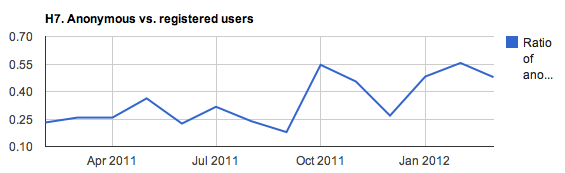 H7. Anonymous vs. registered users
0.70
0.55
0.40
0.25
0.10
Apr 2011
Jul 2011
Oct 2011
Jan 2012
Ratio
of
ano...